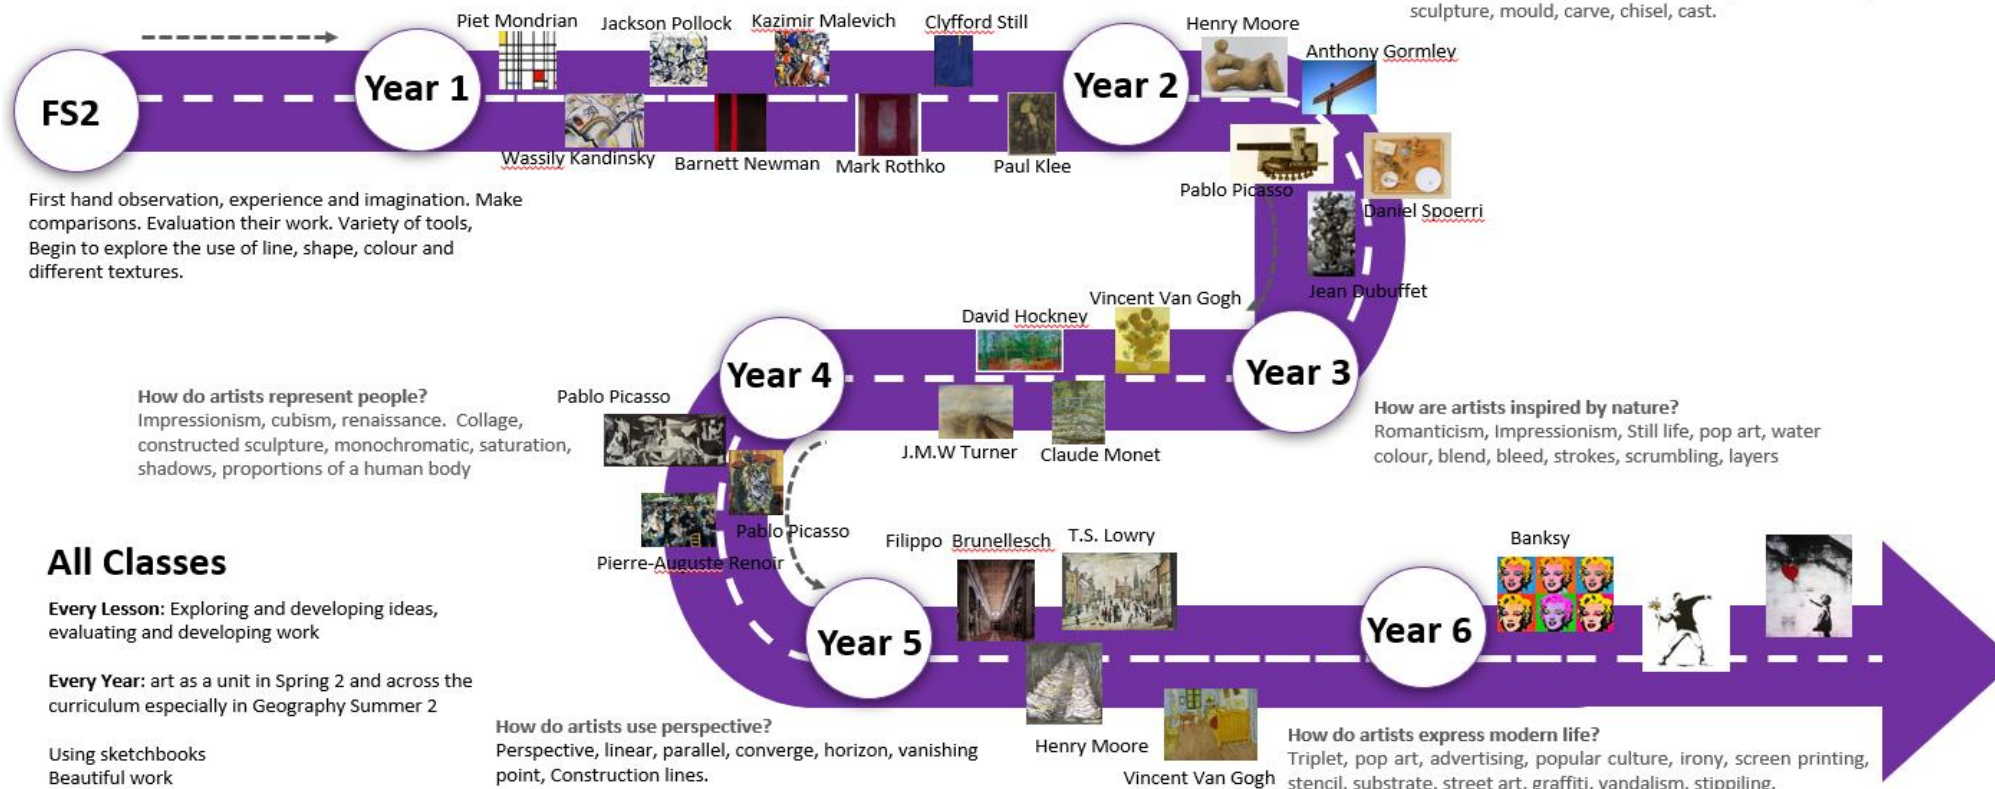 sculpture, mould, carve, chisel, cast.
Piet Mondrian
Jackson Pollock
Kazimir Malevich
Clyfford Still
Henry Moore
Anthony Gormley
FS2
Year 1
Year 2
Wassily Kandinsky
Barnett Newman
Mark Rothko
Paul Klee
Pablo Picasso
Daniel Spoerri
Jean Dubuffet
First hand observation, experience and imagination. Make
comparisons. Evaluation their work. Variety of tools,
Begin to explore the use of line, shape, colour and
different textures.
Vincent Van Gogh
David Hockney
Year 4
Year 3
J.M.W Turner
Claude Monet
How do artists represent people?
Impressionism, cubism, renaissance. Collage,
constructed sculpture, monochromatic, saturation,
shadows, proportions of a human body
Pablo Picasso
How are artists inspired by nature?
Romanticism, Impressionism, Still life, pop art, water
colour, blend, bleed, strokes, scrumbling, layers
Pablo Picasso
Pierre-Auguste Renoir
Filippo Brunellesch
T.S. Lowry
Banksy
All Classes
Every Lesson: Exploring and developing ideas,
evaluating and developing work
Every Year: art as a unit in Spring 2 and across the
curriculum especially in Geography Summer 2
Using sketchbooks
Beautiful work
Year 5
Year 6
How do artists use perspective?
Perspective, linear, parallel, converge, horizon, vanishing
point, Construction lines.
Henry Moore
Vincent Van Gogh
How do artists express modern life?
Triplet, pop art, advertising, popular culture, irony, screen printing,
stencil, substrate, street art, graffiti, vandalism, stippiling.